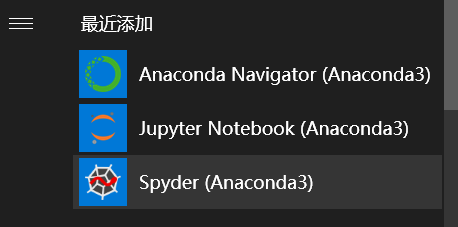 最近添加
Anaconda Navigator (Anaconda3)
Jupyter Notebook (Anaconda3)
Spyder (Anaconda3)